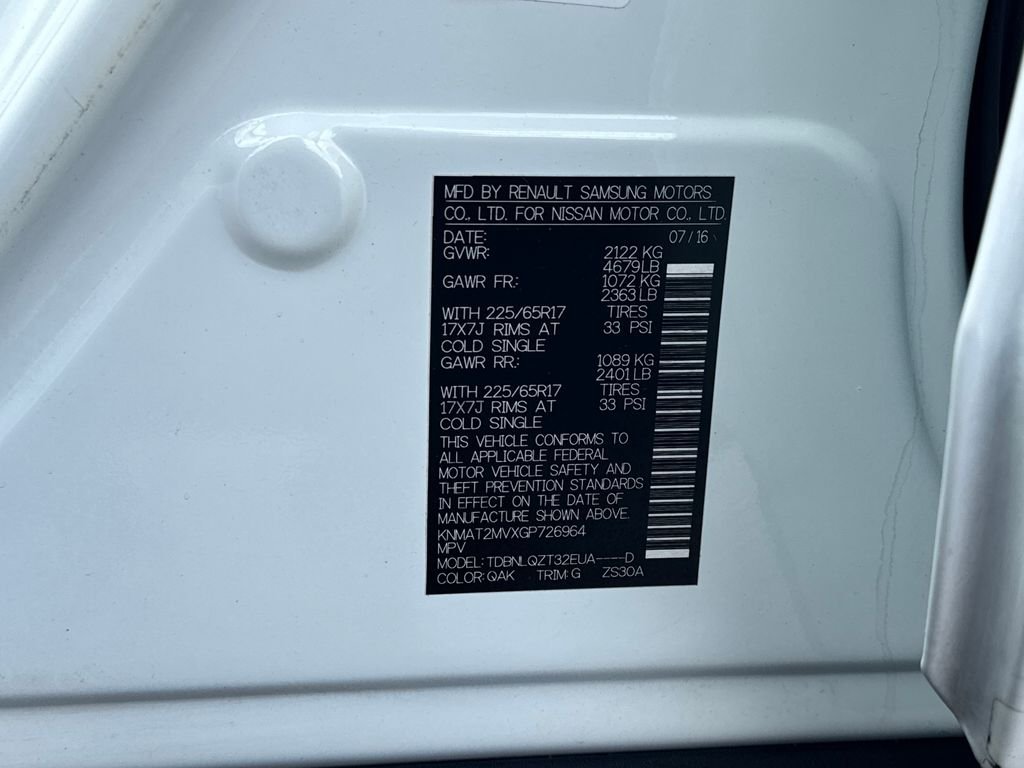 MFD BY RENAULT SAMSUNG MOTORS
CO., LTD. FOR NISSAN MOTOR CO., LTD.
DATE: 07/16
GVWR: 2122 KG
4679 LB
GAWR FR: 1072 KG
2363 LB
WITH 225/65R17 TIRES
17X7J RIMS AT 33 PSI
COLD SINGLE
GAWR RR: 1089 KG
2401 LB
WITH 225/65R17 TIRES
17X7J RIMS AT 33 PSI
COLD SINGLE
THIS VEHICLE CONFORMS TO
ALL APPLICABLE FEDERAL
MOTOR VEHICLE SAFETY AND
THEFT PREVENTION STANDARDS
IN EFFECT ON THE DATE OF
MANUFACTURE SHOWN ABOVE.
KNMAT2MVXGP726964
MPV
MODEL: TDBNLQZT32EUA----D
COLOR: QAK TRIM: G ZS30A